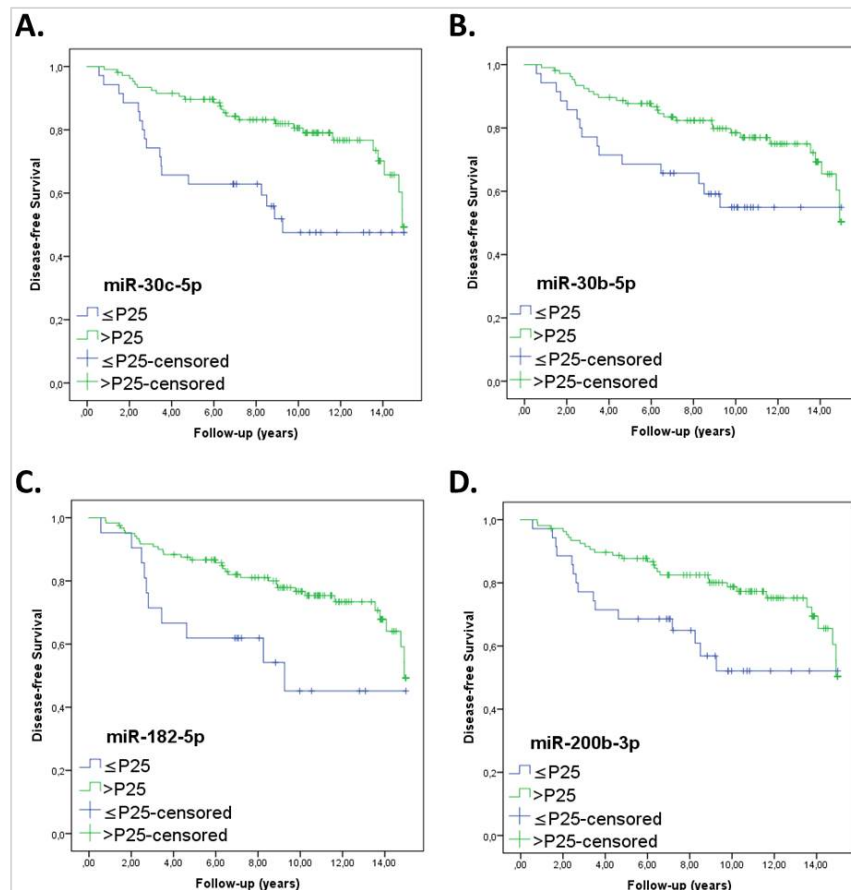 A.
1,0
0,8
0,6
0,4
0,2
0,0
Disease-free Survival
miR-30c-5p
≤P25
>P25
≤P25-censored
>P25-censored
,00 2,00 4,00 6,00 8,00 10,00 12,00 14,00
Follow-up (years)
B.
1,0
0,8
0,6
0,4
0,2
0,0
Disease-free Survival
miR-30b-5p
≤P25
>P25
≤P25-censored
>P25-censored
,00 2,00 4,00 6,00 8,00 10,00 12,00 14,00
Follow-up (years)
C.
1,0
0,8
0,6
0,4
0,2
0,0
Disease-free Survival
miR-182-5p
≤P25
>P25
≤P25-censored
>P25-censored
,00 2,00 4,00 6,00 8,00 10,00 12,00 14,00
Follow-up (years)
D.
1,0
0,8
0,6
0,4
0,2
0,0
Disease-free Survival
miR-200b-3p
≤P25
>P25
≤P25-censored
>P25-censored
,00 2,00 4,00 6,00 8,00 10,00 12,00 14,00
Follow-up (years)